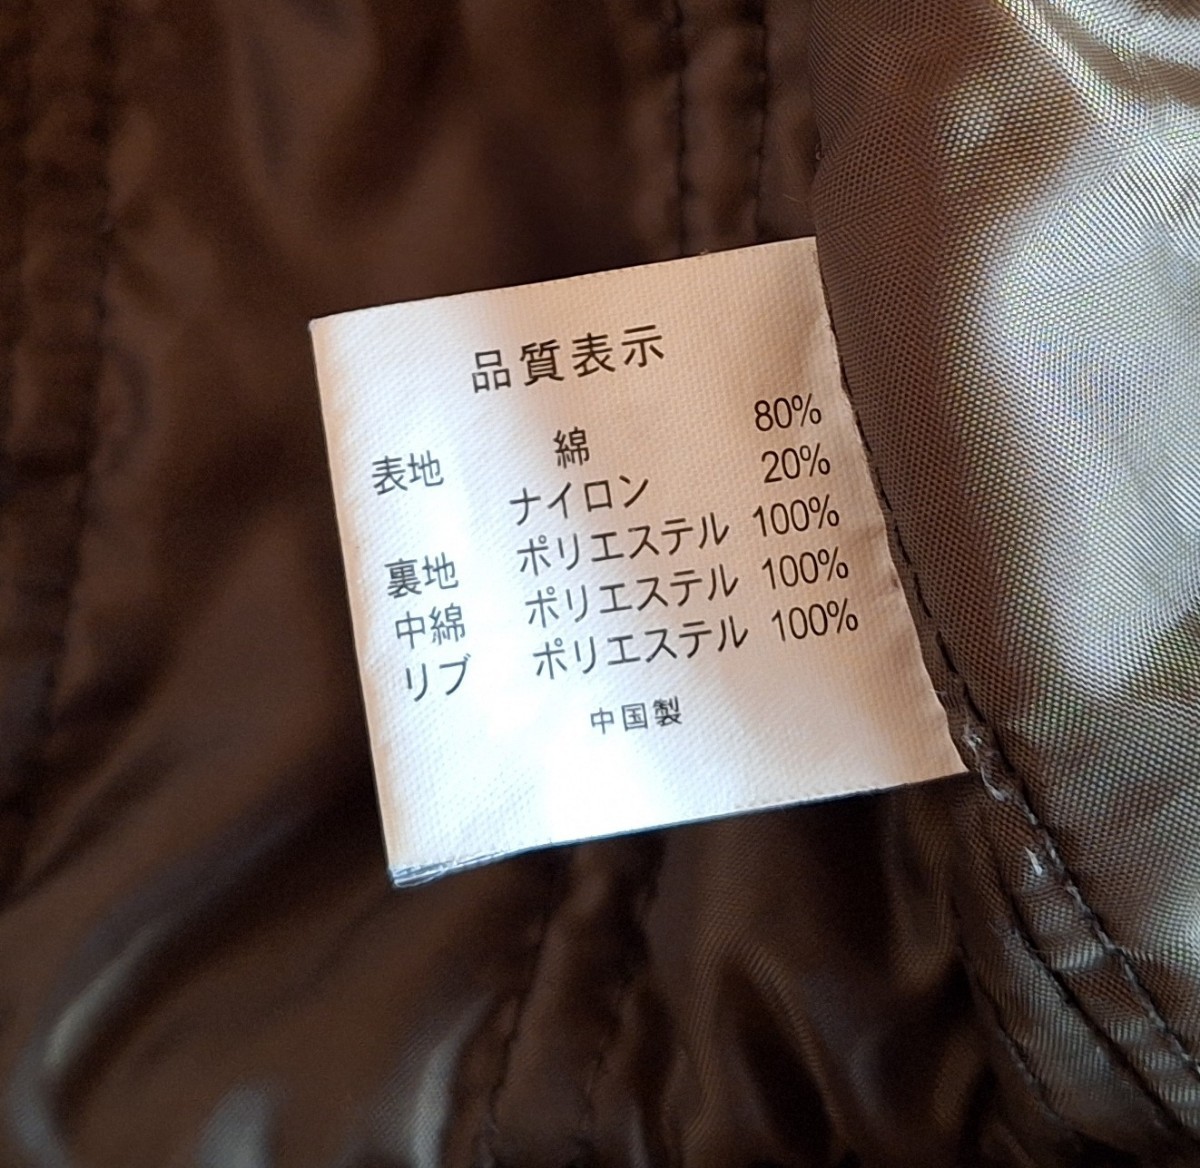 品質表示
表地 綿 80%
ナイロン 20%
裏地 ポリエステル 100%
中綿 ポリエステル 100%
リブ ポリエステル 100%
中国製